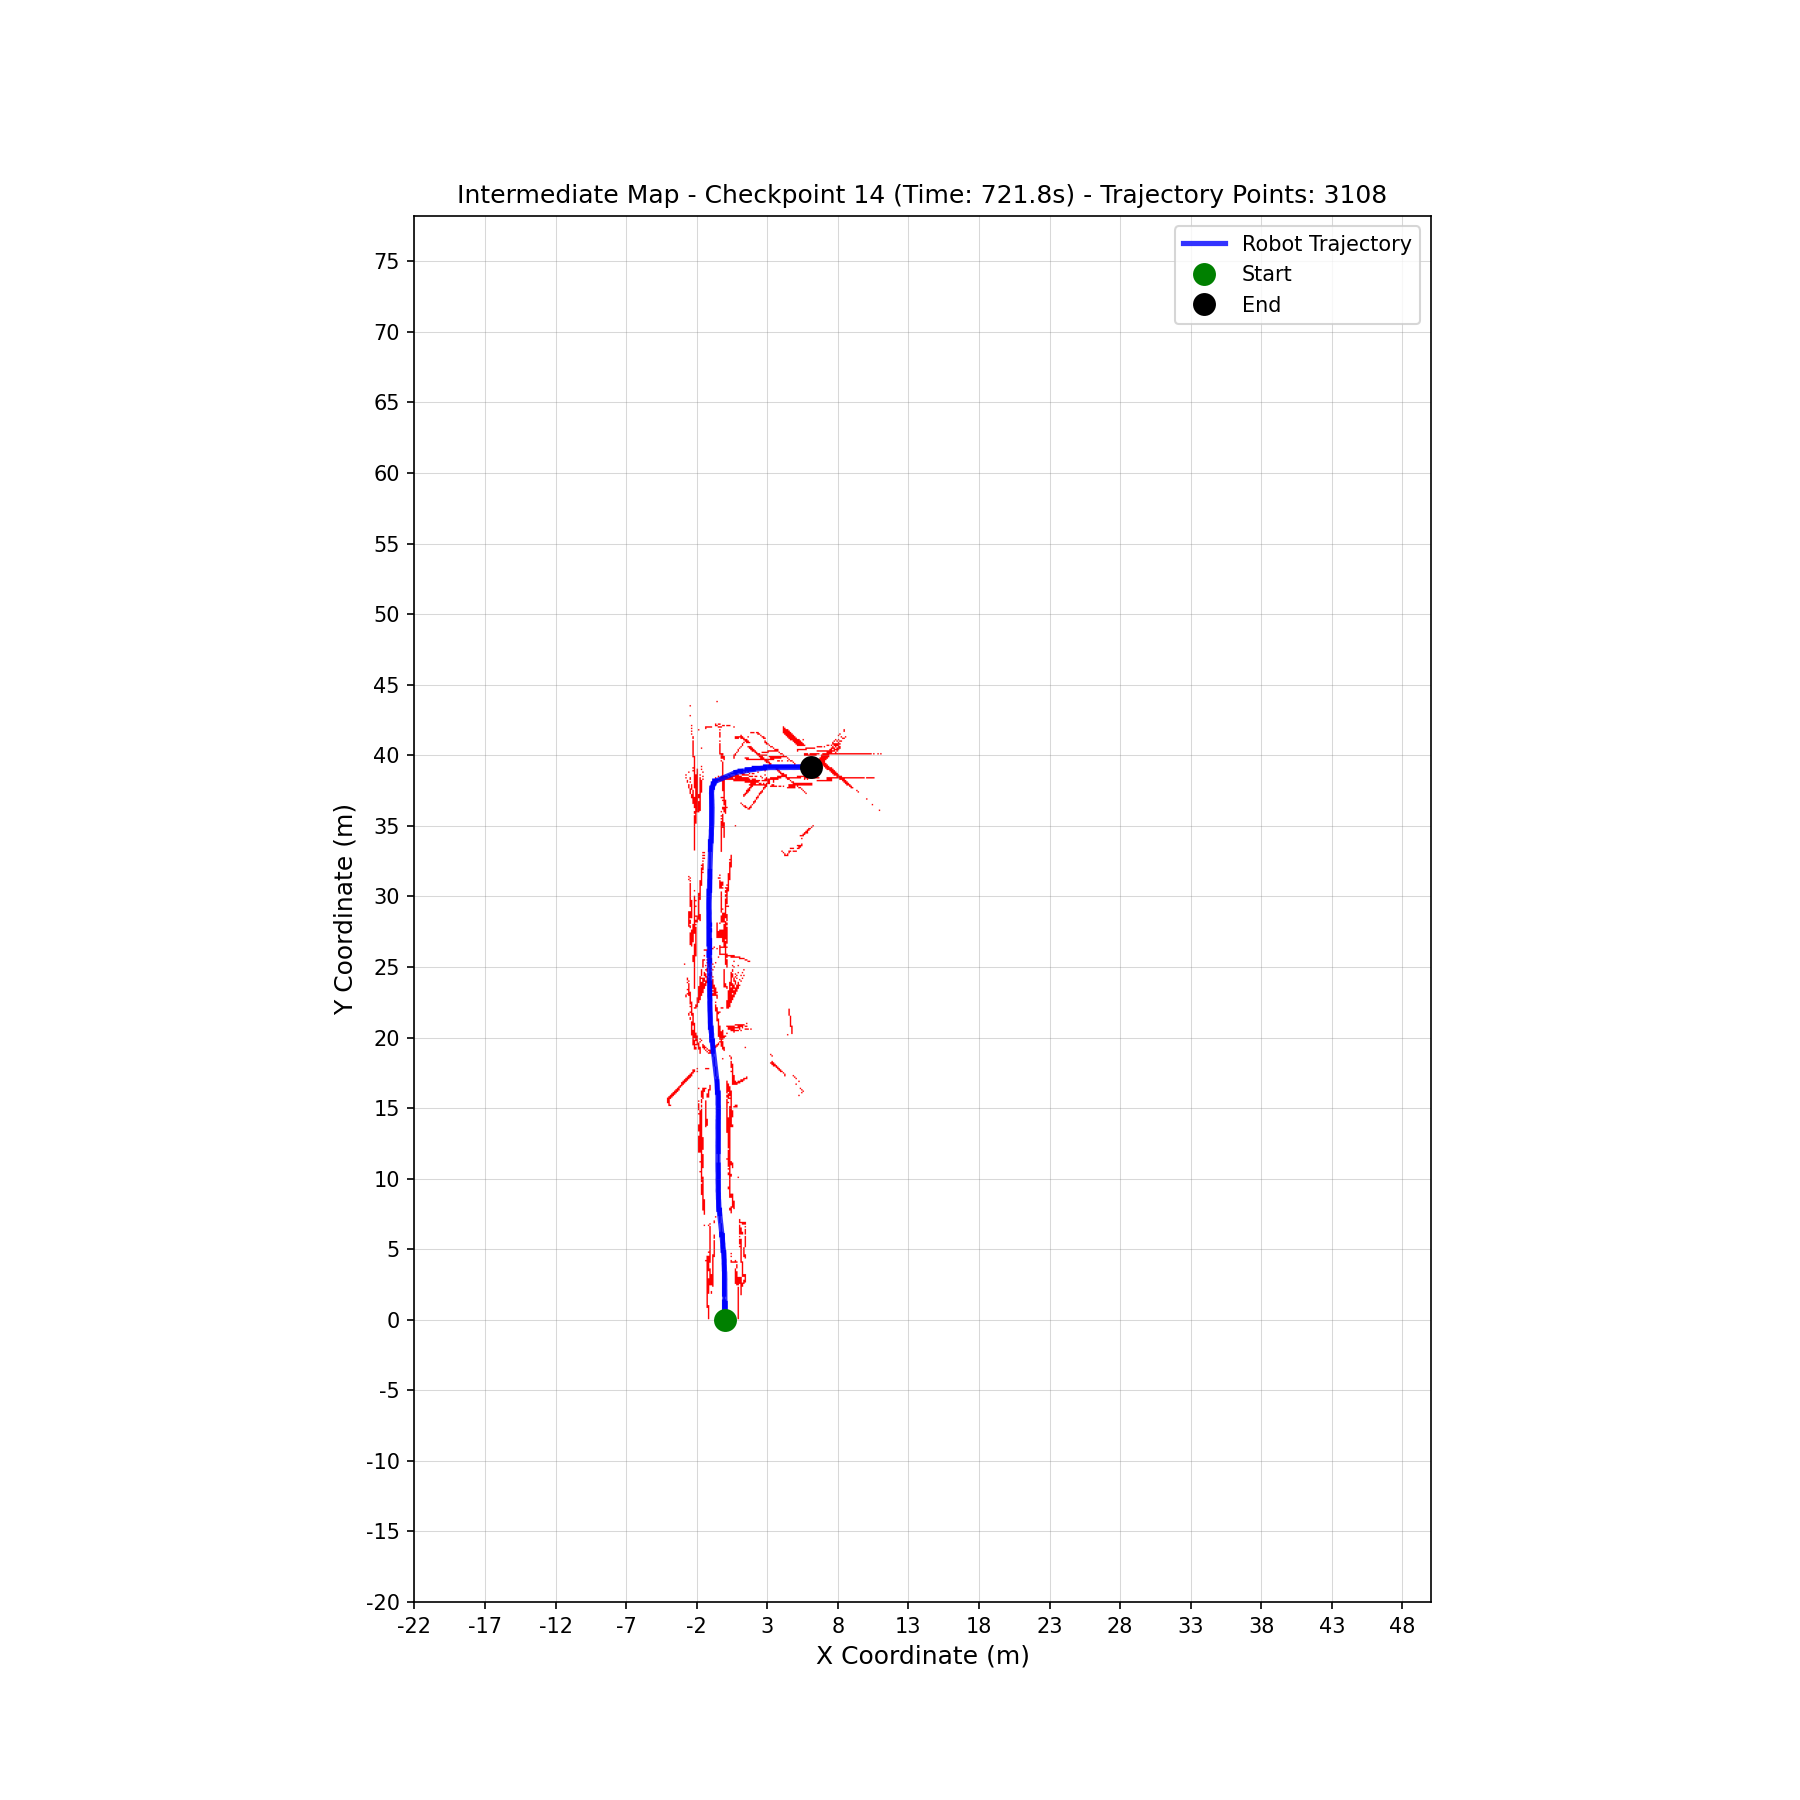 Intermediate Map - Checkpoint 14 (Time: 721.8s) - Trajectory Points: 3108
Robot Trajectory
Start
End
75
70
65
60
55
50
45
40
35
30
25
20
15
10
5
0
-5
-10
-15
-20
Y Coordinate (m)
-22 -17 -12 -7 -2 3 8 13 18 23 28 33 38 43 48
X Coordinate (m)